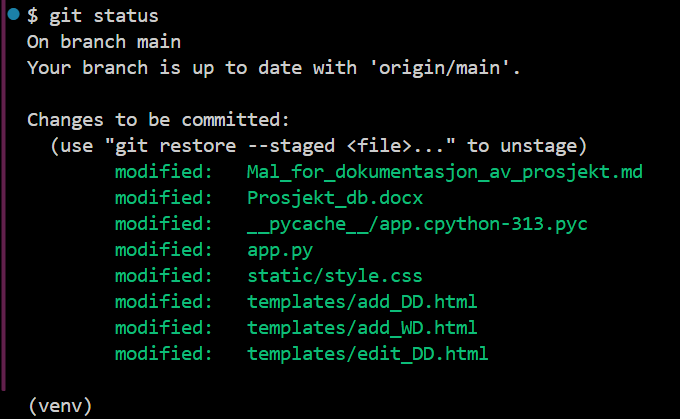 $ git status
On branch main
Your branch is up to date with 'origin/main'.
Changes to be committed:
(use "git restore --staged <file>..." to unstage)
modified: Mal_for_dokumentasjon_av_prosjekt.md
modified: Prosjekt_db.docx
modified: __pycache__/app.cpython-313.pyc
modified: app.py
modified: static/style.css
modified: templates/add_DD.html
modified: templates/add_WD.html
modified: templates/edit_DD.html
(venv)